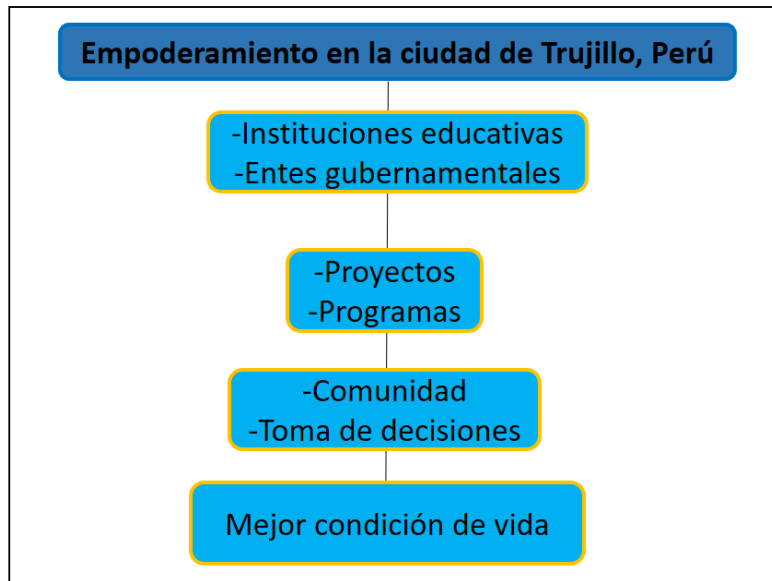 Empoderamiento en la ciudad de Trujillo, Perú
-Instituciones educativas
-Entes gubernamentales
-Proyectos
-Programas
-Comunidad
-Toma de decisiones
Mejor condición de vida